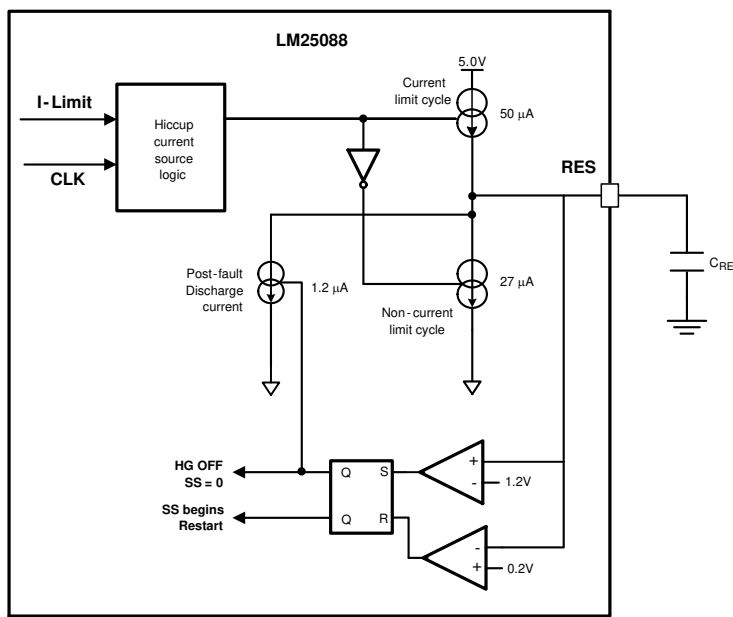 LM25088
5.0V
Current
limit cycle
50 µA
I-Limit
CLK
Hiccup
current
source
logic
RES
C RE
Post-fault
Discharge
current
1.2 µA
27 µA
Non-current
limit cycle
HG OFF
SS = 0
SS begins
Restart
Q
S
Q
R
+
-
1.2V
-
+
0.2V